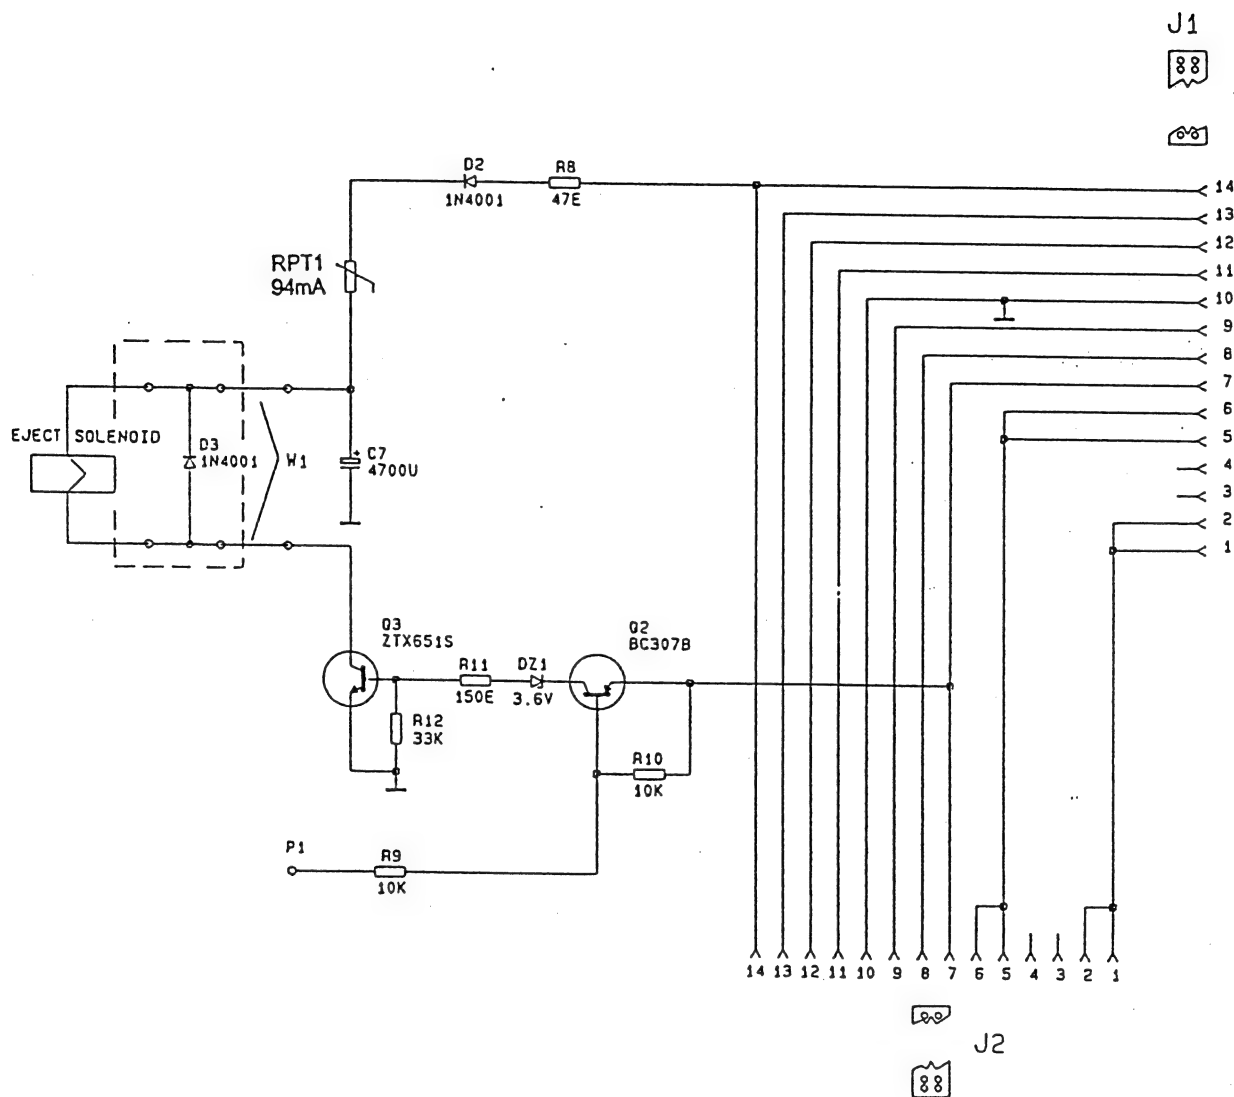 J1
D2
1N4001
R8
47E
14
13
12
11
10
9
8
7
6
5
4
3
2
1
RPT1
94mA
EJECT SOLENOID
D3
1N4001
W1
+
C7
4700U
Q3
ZTX651S
R11
150E
DZ1
3.6V
Q2
BC307B
R12
33K
R10
10K
P1
R9
10K
14 13 12 11 10 9 8 7 6 5 4 3 2 1
J2